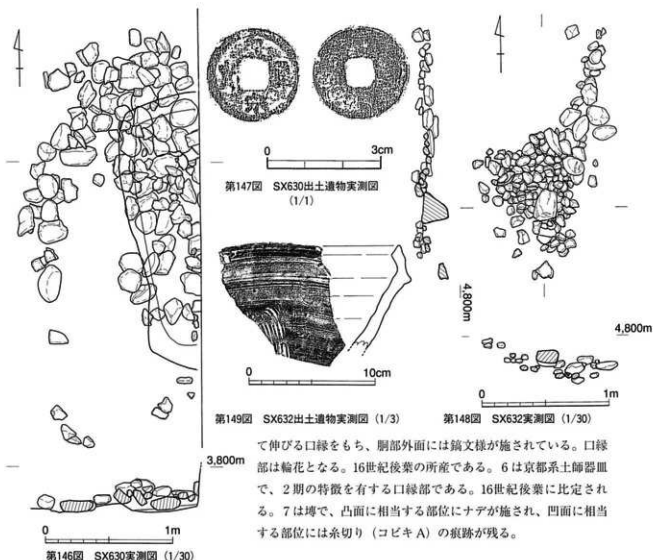 0 3cm
第147図 SX630出土遺物実測図
(1/1)
0 10cm
第149図 SX632出土遺物実測図 (1/3)
3,800m
0 1m
第146図 SX630実測図 (1/30)
4,800m
4,800m
0 1m
第148図 SX632実測図 (1/30)
て伸びる口縁をもち、胴部外面には鎬文様が施されている。口縁
部は輪花となる。16世紀後葉の所産である。6は京都系土師器皿
で、2期の特徴を有する口縁部である。16世紀後葉に比定され
る。7は塼で、凸面に相当する部位にナデが施され、凹面に相当
する部位には糸切り（コビキA）の痕跡が残る。